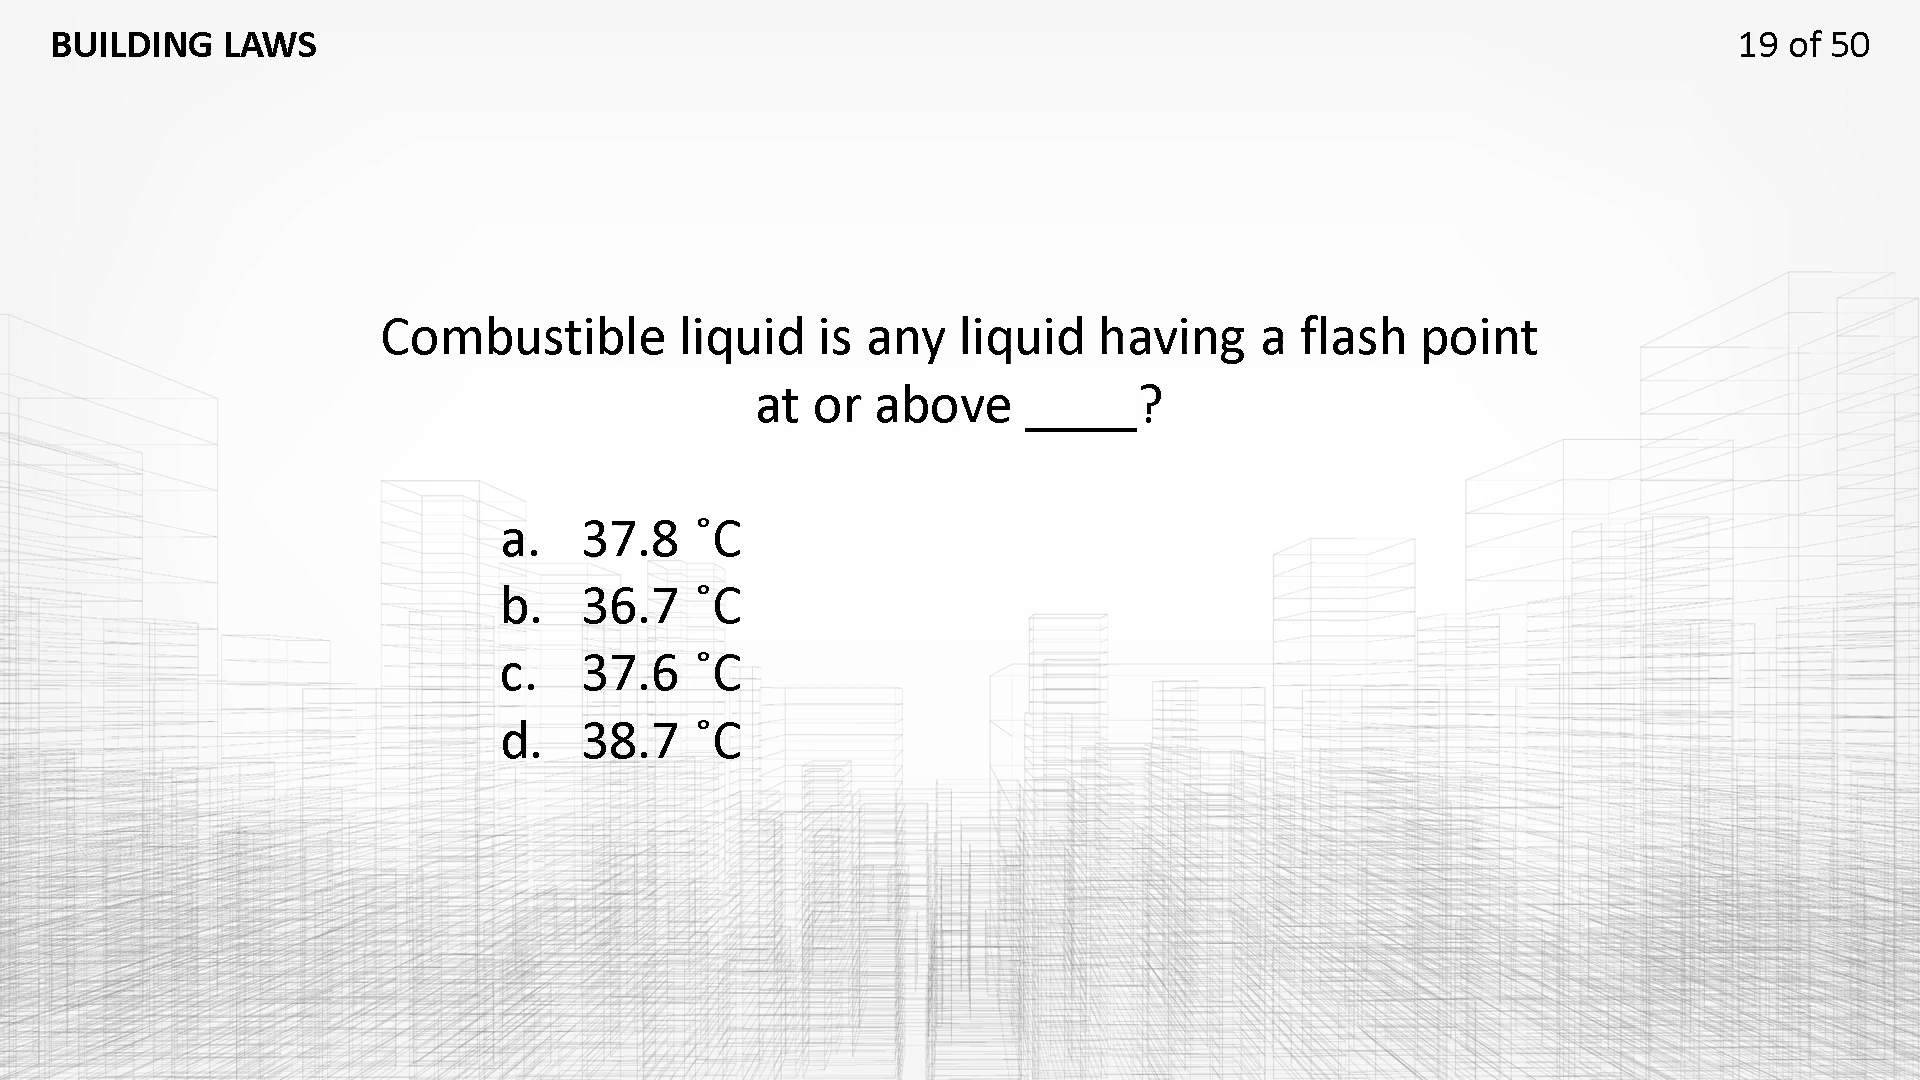 BUILDING LAWS
19 of 50
Combustible liquid is any liquid having a flash point
at or above ____?
a. 37.8 ˚C
b. 36.7 ˚C
c. 37.6 ˚C
d. 38.7 ˚C